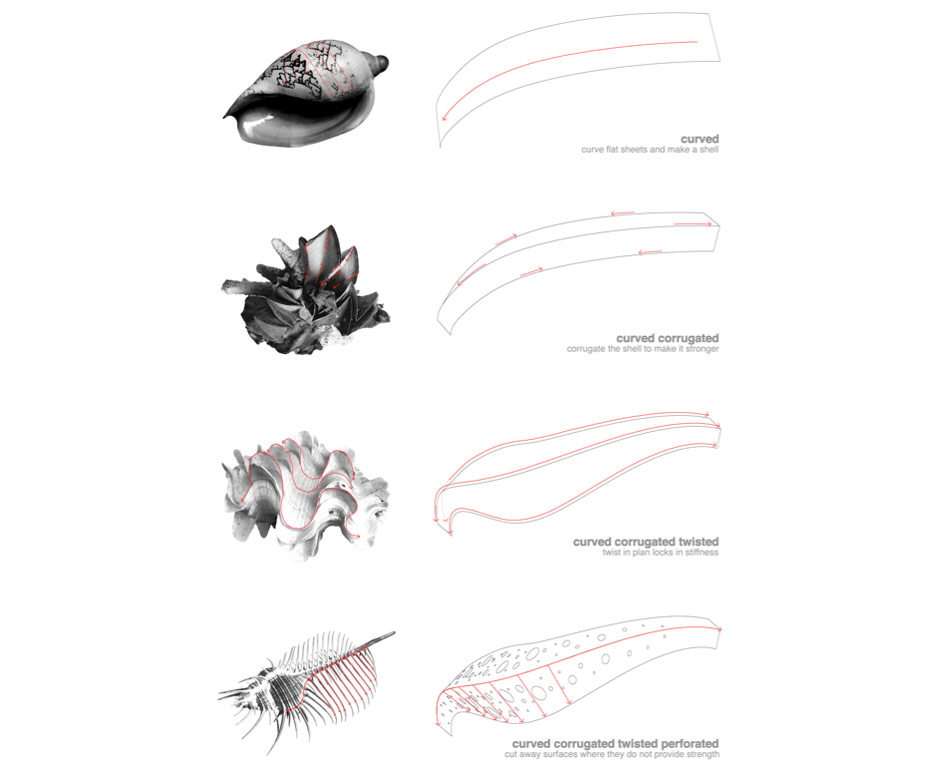 curved
curve flat sheets and make a shell
curved corrugated
corrugate the shell to make it stronger
curved corrugated twisted
twist in plan locks in stiffness
curved corrugated twisted perforated
cut away surfaces where they do not provide strength